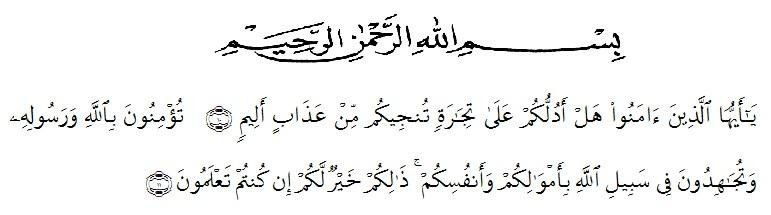 بِسْمِ اللهِ الرَّحْمٰنِ الرَّحِيْمِ
يَـٰٓأَيُّهَا ٱلَّذِينَ ءَامَنُوا۟ هَلْ أَدُلُّكُمْ عَلَىٰ تِجَـٰرَةٍ تُنجِيكُم مِّنْ عَذَابٍ أَلِيمٍ ۝١٠ تُؤْمِنُونَ بِٱللَّهِ وَرَسُولِهِۦ
وَتُجَـٰهِدُونَ فِى سَبِيلِ ٱللَّهِ بِأَمْوَٰلِكُمْ وَأَنفُسِكُمْ ۚ ذَٰلِكُمْ خَيْرٌ لَّكُمْ إِن كُنتُمْ تَعْلَمُونَ ۝١١